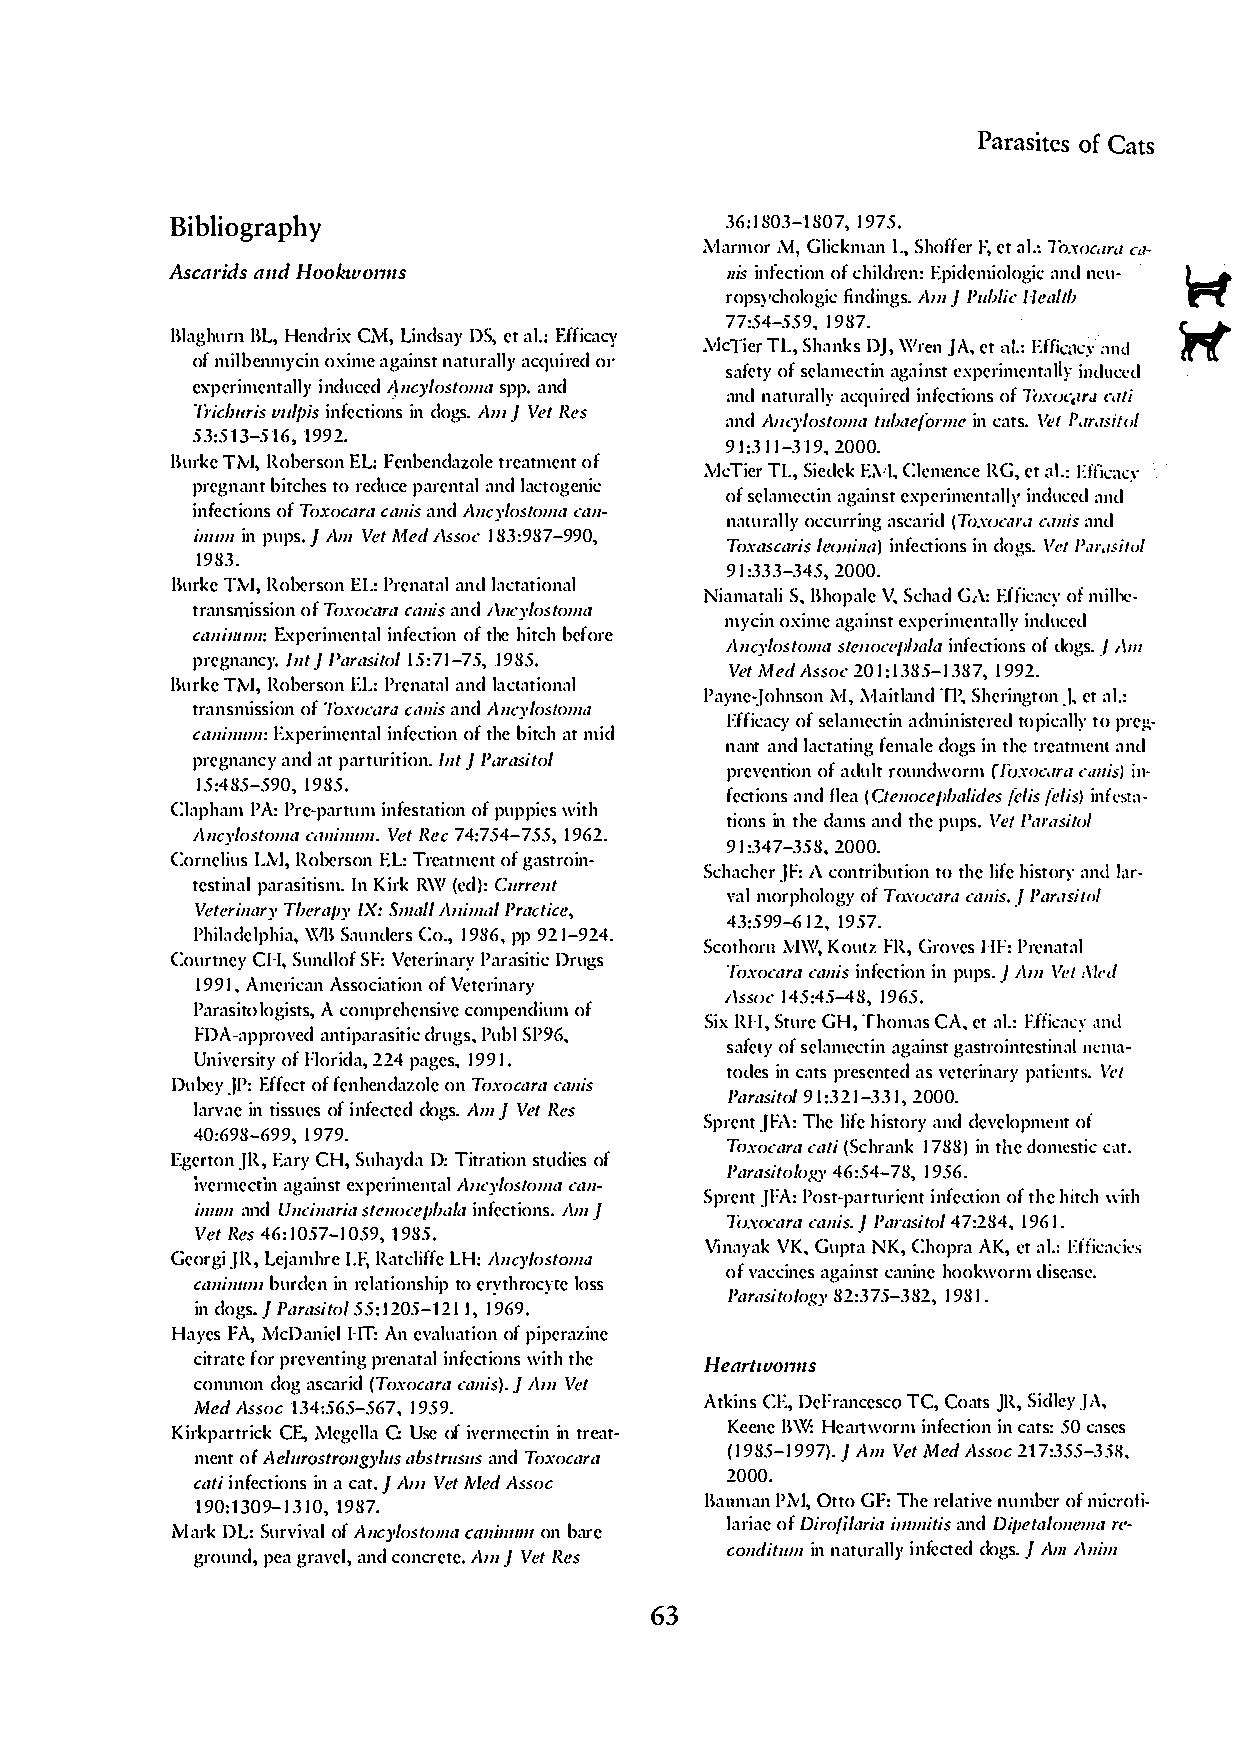 Parasites of Cats
Bibliography
Ascarids and Hookworms
Blagburn BL, Hendrix CM, Lindsay DS, et al.: Efficacy
of milbennycin oxime against naturally acquired or
experimentally induced Ancylostoma spp. and
Trichuris vulpis infections in dogs. Am J Vet Res
53:513–516, 1992.
Burke TM, Roberson EL: Fenbendazole treatment of
pregnant bitches to reduce parental and lactogenic
infections of Toxocara canis and Ancylostoma can-
inum in pups. J Am Vet Med Assoc 183:987–990,
1983.
Burke TM, Roberson EL: Prenatal and lactational
transmission of Toxocara canis and Ancylostoma
caninum: Experimental infection of the bitch before
pregnancy. Int J Parasitol 15:71–75, 1985.
Burke TM, Roberson EL: Prenatal and lactational
transmission of Toxocara canis and Ancylostoma
caninum: Experimental infection of the bitch at mid
pregnancy and at parturition. Int J Parasitol
15:485–590, 1985.
Clapham PA: Pre-partum infestation of puppies with
Ancylostoma caninum. Vet Rec 74:754–755, 1962.
Cornelius LM, Roberson EL: Treatment of gastroin-
testinal parasitism. In Kirk RW (ed): Current
Veterinary Therapy IX: Small Animal Practice,
Philadelphia, WB Saunders Co., 1986, pp 921–924.
Courtney CH, Sundlof SF: Veterinary Parasitic Drugs
1991, American Association of Veterinary
Parasitologists, A comprehensive compendium of
FDA-approved antiparasitic drugs, Publ SP96,
University of Florida, 224 pages, 1991.
Dubey JP: Effect of fenbendazole on Toxocara canis
larvae in tissues of infected dogs. Am J Vet Res
40:698–699, 1979.
Egerton JR, Eary CH, Suhayda D: Titration studies of
ivermectin against experimental Ancylostoma can-
inum and Uncinaria stenocephala infections. Am J
Vet Res 46:1057–1059, 1985.
Georgi JR, Lejambre LF, Ratcliffe LH: Ancylostoma
caninum burden in relationship to erythrocyte loss
in dogs. J Parasitol 55:1205–1211, 1969.
Hayes FA, McDaniel HT: An evaluation of piperazine
citrate for preventing prenatal infections with the
common dog ascarid (Toxocara canis). J Am Vet
Med Assoc 134:565–567, 1959.
Kirkpartrick CE, Megella C: Use of ivermectin in treat-
ment of Aelurostrongylus abstrusus and Toxocara
cati infections in a cat. J Am Vet Med Assoc
190:1309–1310, 1987.
Mark DL: Survival of Ancylostoma caninum on bare
ground, pea gravel, and concrete. Am J Vet Res
36:1803–1807, 1975.
Marmor M, Glickman L, Shoffer F, et al.: Toxocara ca-
nis infection of children: Epidemiologic and neu-
ropsychologic findings. Am J Public Health
77:54–559, 1987.
McTier TL, Shanks DJ, Wren JA, et al.: Efficacy and
safety of selamectin against experimentally induced
and naturally acquired infections of Toxocara cati
and Ancylostoma tubaeforme in cats. Vet Parasitol
91:311–319, 2000.
McTier TL, Siedek EM, Clemence RG, et al.: Efficacy
of selamectin against experimentally induced and
naturally occurring ascarid (Toxocara canis and
Toxascaris leonina) infections in dogs. Vet Parasitol
91:333–345, 2000.
Niamatali S, Bhopale V, Schad GA: Efficacy of milbe-
mycin oxime against experimentally induced
Ancylostoma stenocephala infections of dogs. J Am
Vet Med Assoc 201:1385–1387, 1992.
Payne-Johnson M, Maitland TP, Sherington J, et al.:
Efficacy of selamectin administered topically to preg-
nant and lactating female dogs in the treatment and
prevention of adult roundworm (Toxocara canis) in-
fections and flea (Ctenocephalides felis felis) infesta-
tions in the dams and the pups. Vet Parasitol
91:347–358, 2000.
Schacher JF: A contribution to the life history and lar-
val morphology of Toxocara canis. J Parasitol
43:599–612, 1957.
Scothorn MW, Koutz FR, Groves HF: Prenatal
Toxocara canis infection in pups. J Am Vet Med
Assoc 145:45–48, 1965.
Six RH, Sture GH, Thomas CA, et al.: Efficacy and
safety of selamectin against gastrointestinal nema-
todes in cats presented as veterinary patients. Vet
Parasitol 91:321–331, 2000.
Sprent JFA: The life history and development of
Toxocara cati (Schrank 1788) in the domestic cat.
Parasitology 46:54–78, 1956.
Sprent JFA: Post-parturient infection of the bitch with
Toxocara canis. J Parasitol 47:284, 1961.
Vinayak VK, Gupta NK, Chopra AK, et al.: Efficacies
of vaccines against canine hookworm disease.
Parasitology 82:375–382, 1981.
Heartworms
Atkins CE, DeFrancesco TC, Coats JR, Sidley JA,
Keene BW: Heartworm infection in cats: 50 cases
(1985–1997). J Am Vet Med Assoc 217:355–358,
2000.
Bauman PM, Otto GF: The relative number of microfi-
lariae of Dirofilaria immitis and Dipetalonema re-
conditum in naturally infected dogs. J Am Anim
63